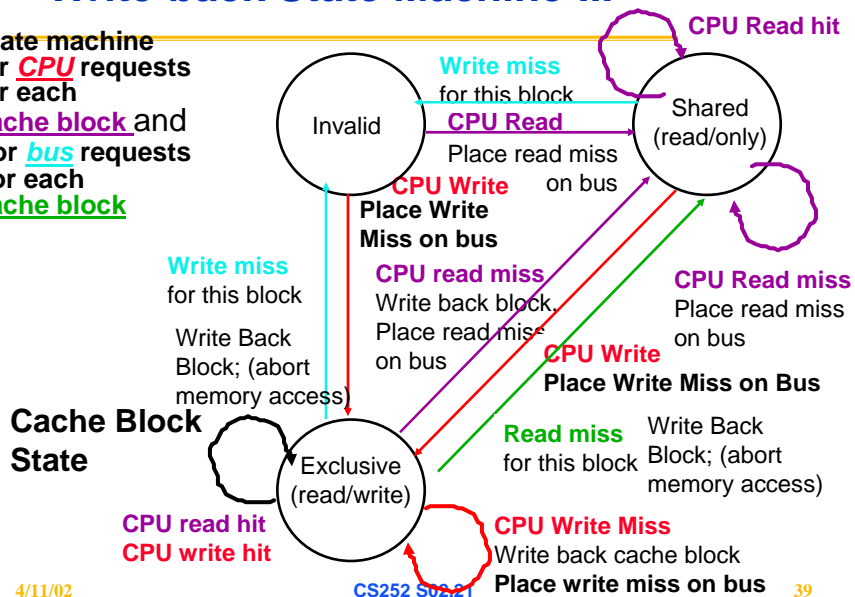 ate machine
r CPU requests
r each
ache block and
or bus requests
or each
ache block
CPU Read hit
Write miss
for this block
Invalid
CPU Read
Place read miss
on bus
Shared
(read/only)
CPU Write
Place Write
Miss on bus
Write miss
for this block
Write Back
Block; (abort
memory access)
CPU read miss
Write back block,
Place read miss
on bus
CPU Read miss
Place read miss
on bus
CPU Write
Place Write Miss on Bus
Cache Block
State
Read miss
for this block
Write Back
Block; (abort
memory access)
Exclusive
(read/write)
CPU read hit
CPU write hit
CPU Write Miss
Write back cache block
Place write miss on bus
4/11/02
CS252 S02.21
39